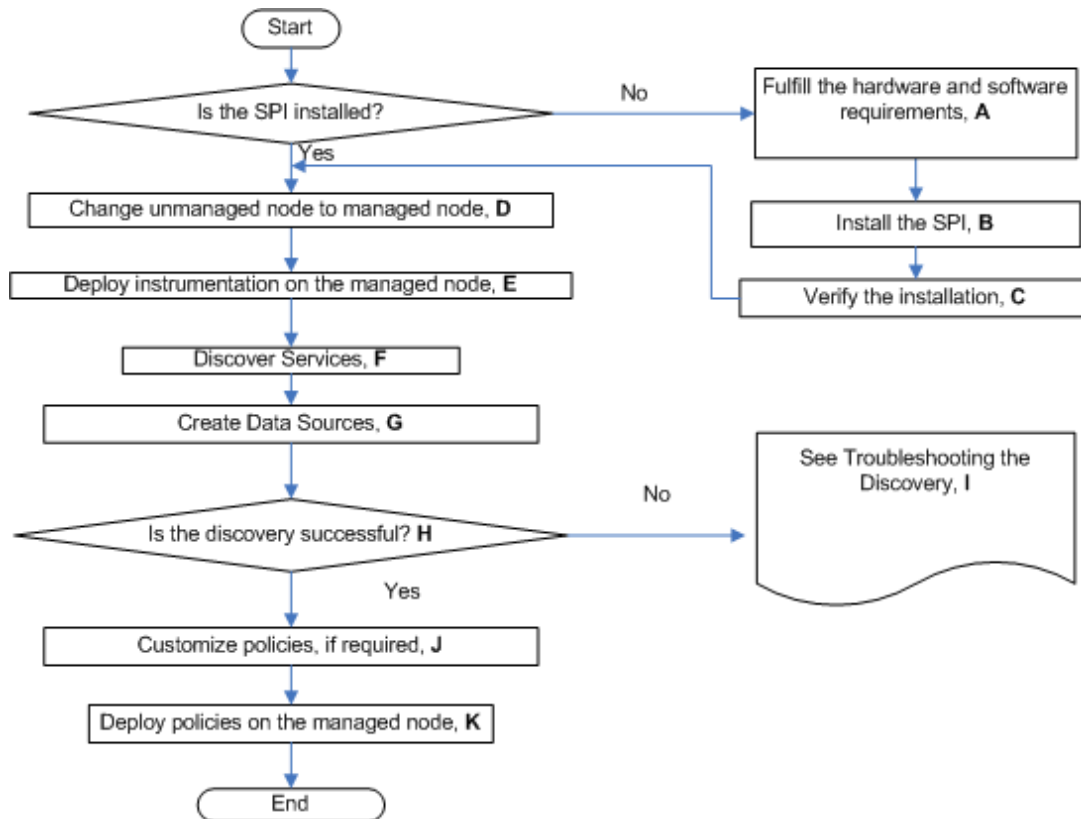 Start
Is the SPI installed?
No
Fulfill the hardware and software
requirements, A
Yes
Change unmanaged node to managed node, D
Install the SPI, B
Deploy instrumentation on the managed node, E
Verify the installation, C
Discover Services, F
Create Data Sources, G
See Troubleshooting the
Discovery, I
No
Is the discovery successful? H
Yes
Customize policies, if required, J
Deploy policies on the managed node, K
End